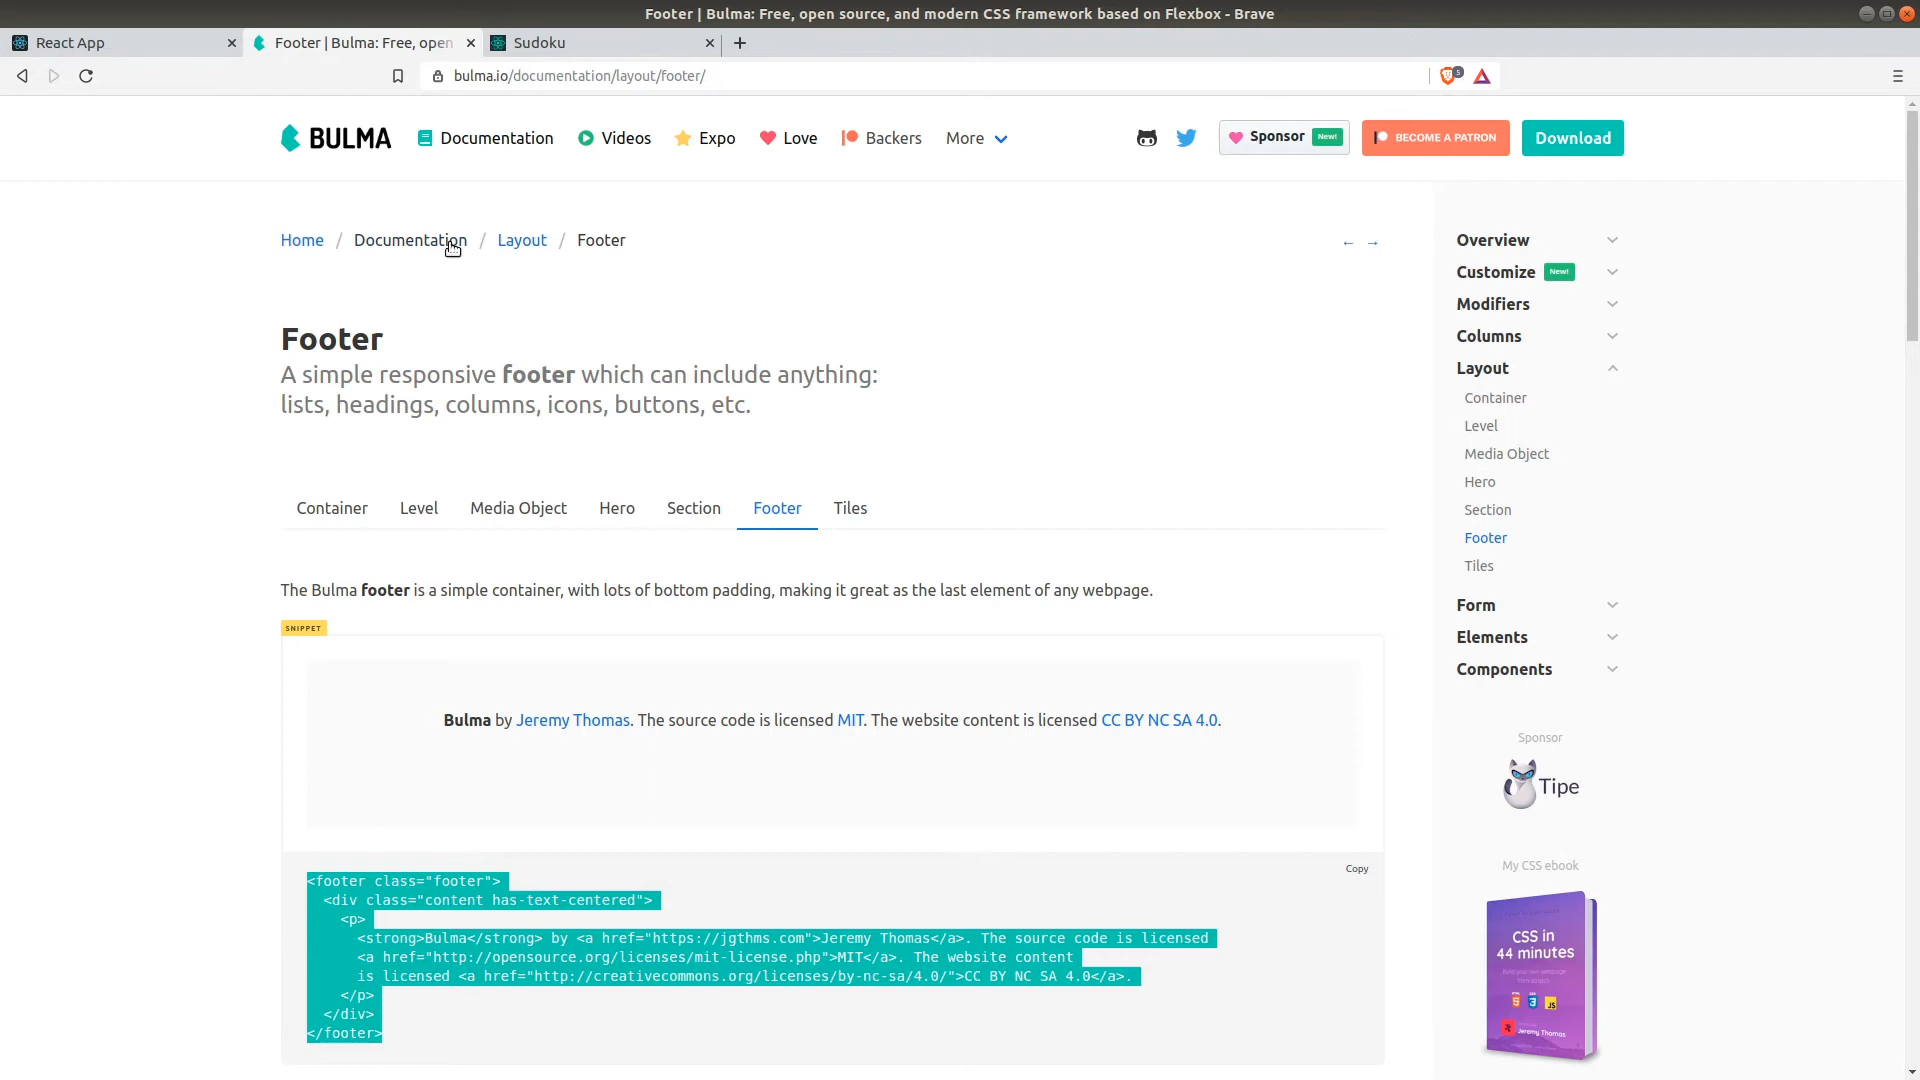 Footer | Bulma: Free, open source, and modern CSS framework based on Flexbox - Brave
React App
Footer | Bulma: Free, open
Sudoku
bulma.io/documentation/layout/footer/
5
BULMA
Documentation
Videos
Expo
Love
Backers
More
Sponsor New!
BECOME A PATRON
Download
Home / Documentation / Layout / Footer
← →
Footer
A simple responsive footer which can include anything:
lists, headings, columns, icons, buttons, etc.
Container Level Media Object Hero Section Footer Tiles
The Bulma footer is a simple container, with lots of bottom padding, making it great as the last element of any webpage.
SNIPPET
Bulma by Jeremy Thomas. The source code is licensed MIT. The website content is licensed CC BY NC SA 4.0.
Copy
<footer class="footer">
<div class="content has-text-centered">
<p>
<strong>Bulma</strong> by <a href="https://jgthms.com">Jeremy Thomas</a>. The source code is licensed
<a href="http://opensource.org/licenses/mit-license.php">MIT</a>. The website content
is licensed <a href="http://creativecommons.org/licenses/by-nc-sa/4.0/">CC BY NC SA 4.0</a>.
</p>
</div>
</footer>
Overview
Customize New!
Modifiers
Columns
Layout
Container
Level
Media Object
Hero
Section
Footer
Tiles
Form
Elements
Components
Sponsor
Tipe
My CSS ebook
CSS in
44 minutes
JS
Jeremy Thomas